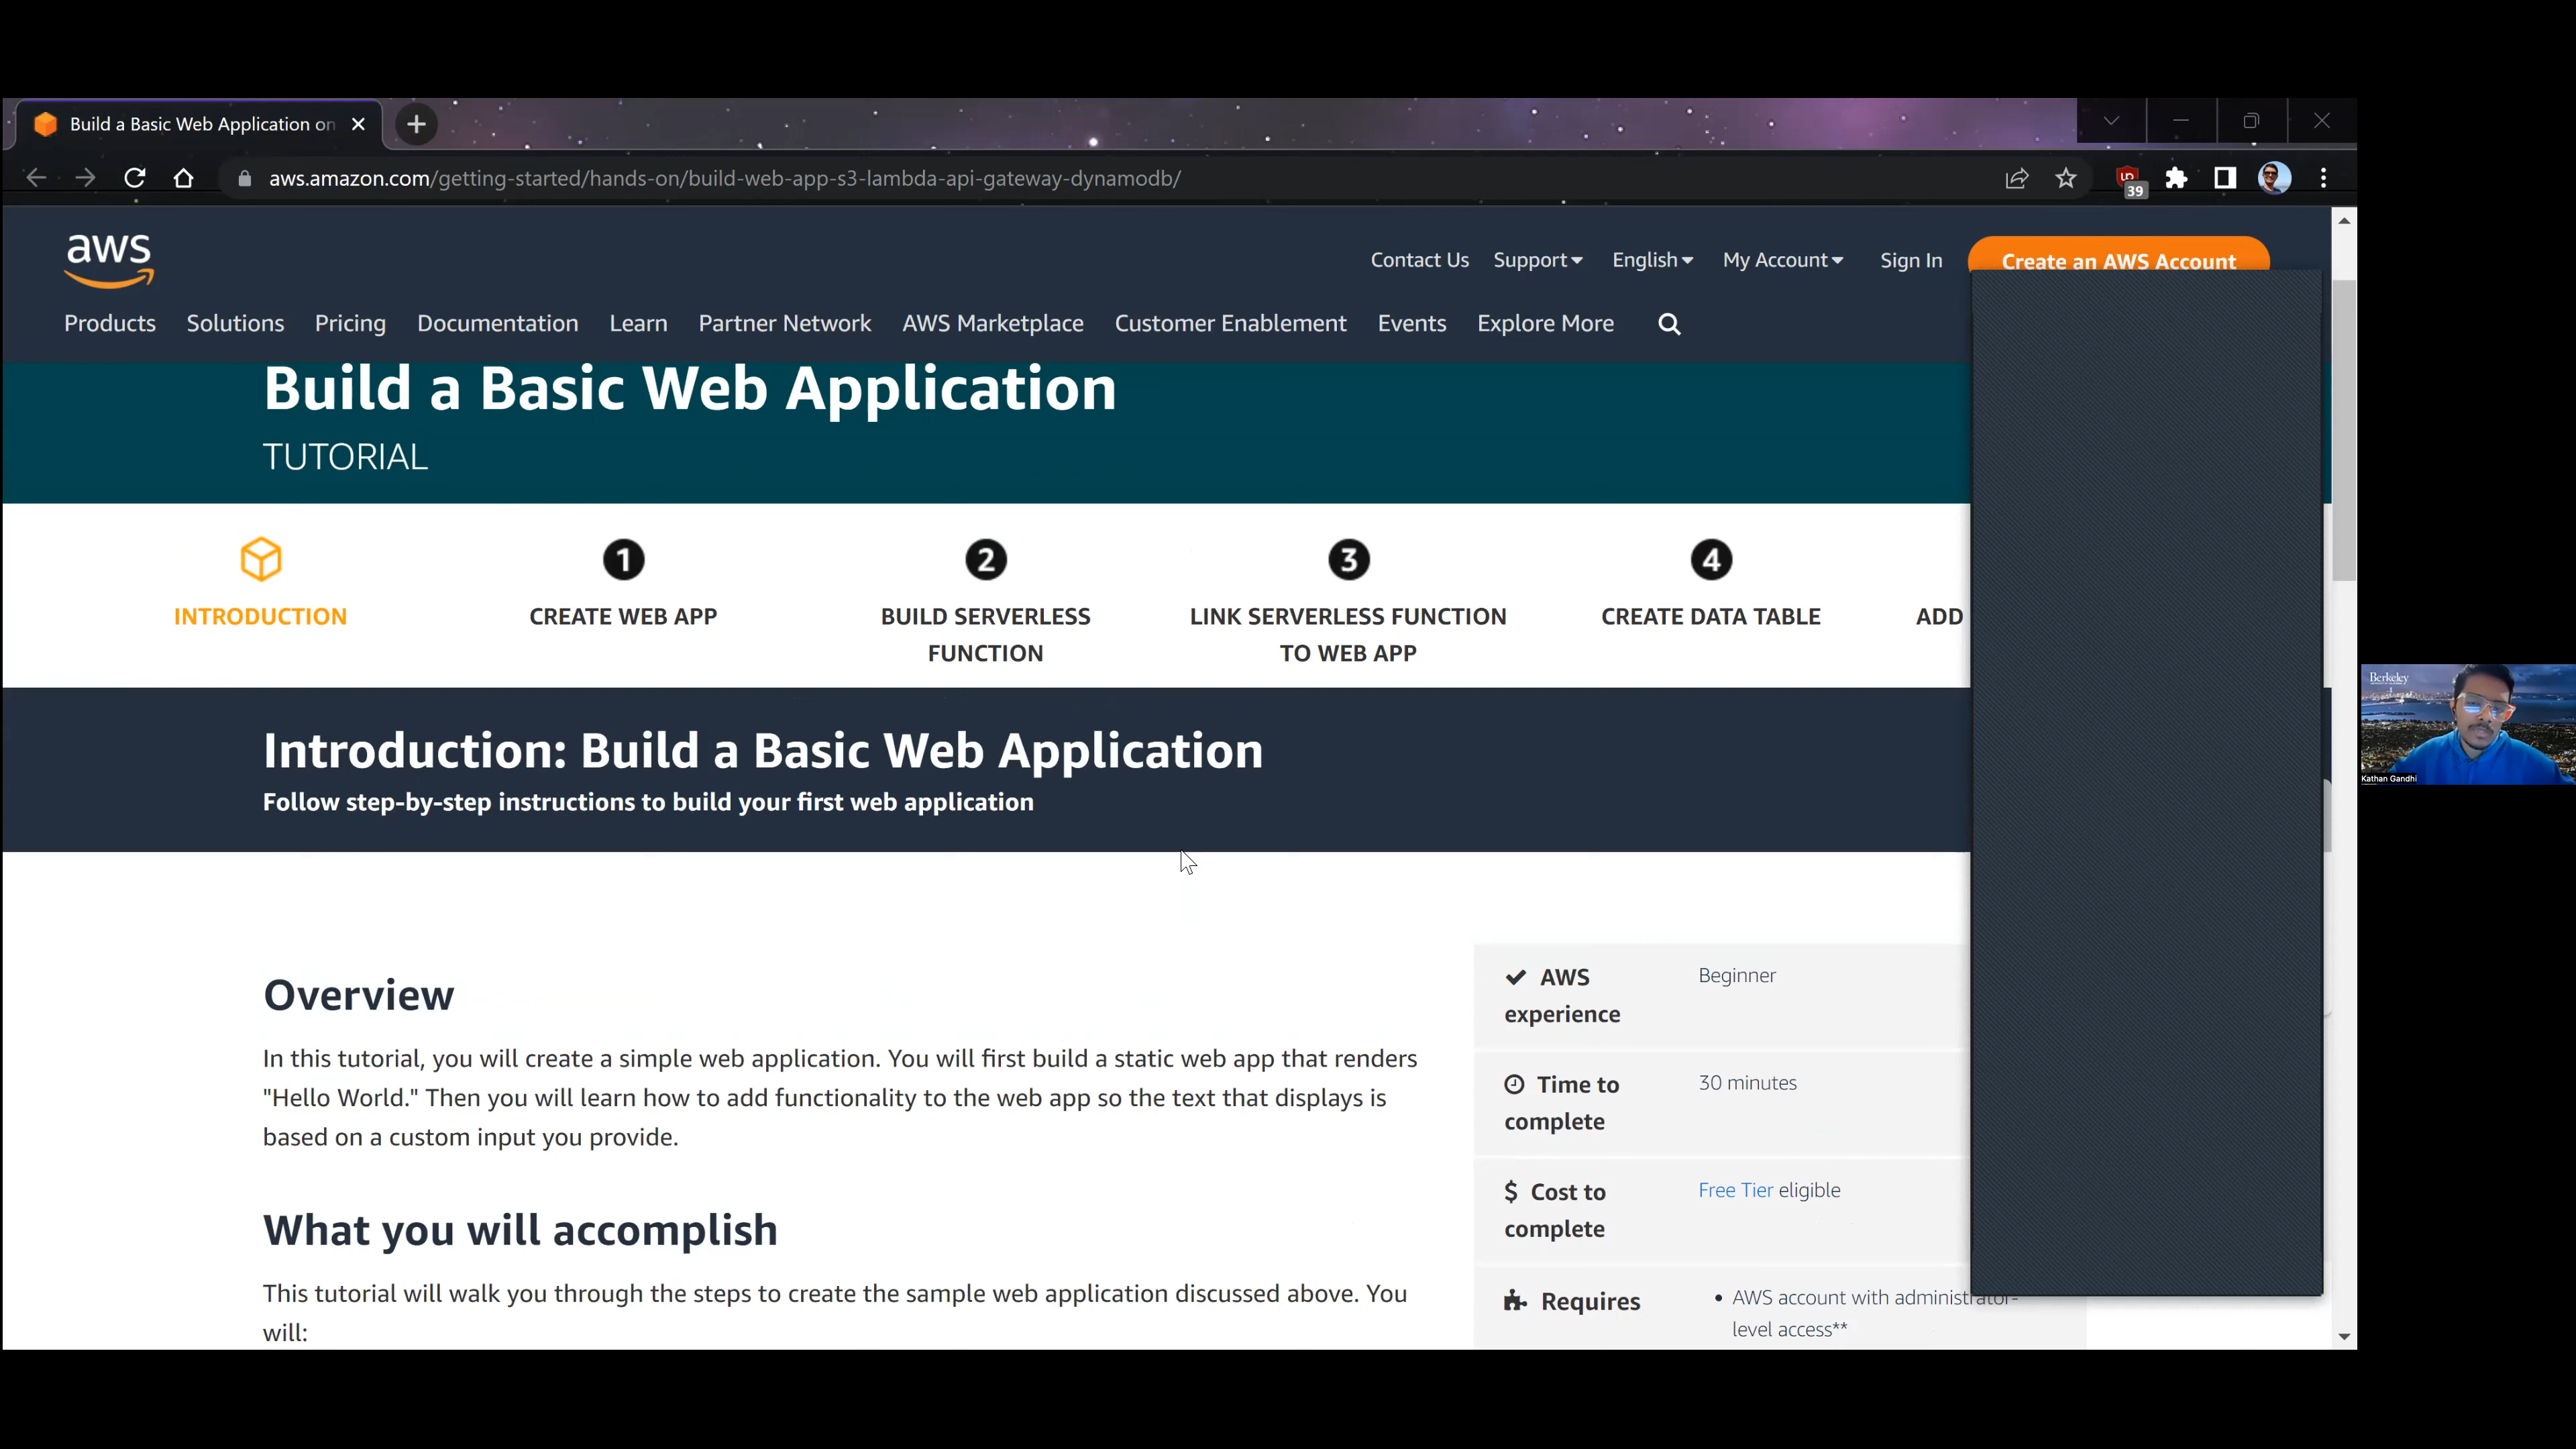 Build a Basic Web Application on
aws.amazon.com/getting-started/hands-on/build-web-app-s3-lambda-api-gateway-dynamodb/
39
aws
Contact Us Support English My Account Sign In Create an AWS Account
Products Solutions Pricing Documentation Learn Partner Network AWS Marketplace Customer Enablement Events Explore More
Build a Basic Web Application
TUTORIAL
1 2 3 4
INTRODUCTION
CREATE WEB APP
BUILD SERVERLESS
FUNCTION
LINK SERVERLESS FUNCTION
TO WEB APP
CREATE DATA TABLE
ADD
Introduction: Build a Basic Web Application
Follow step-by-step instructions to build your first web application
Overview
In this tutorial, you will create a simple web application. You will first build a static web app that renders
"Hello World." Then you will learn how to add functionality to the web app so the text that displays is
based on a custom input you provide.
What you will accomplish
This tutorial will walk you through the steps to create the sample web application discussed above. You
will:
AWS
experience
Beginner
Time to
complete
30 minutes
$ Cost to
complete
Free Tier eligible
Requires
• AWS account with administrator-
level access**
Berkeley
Kathan Gandhi